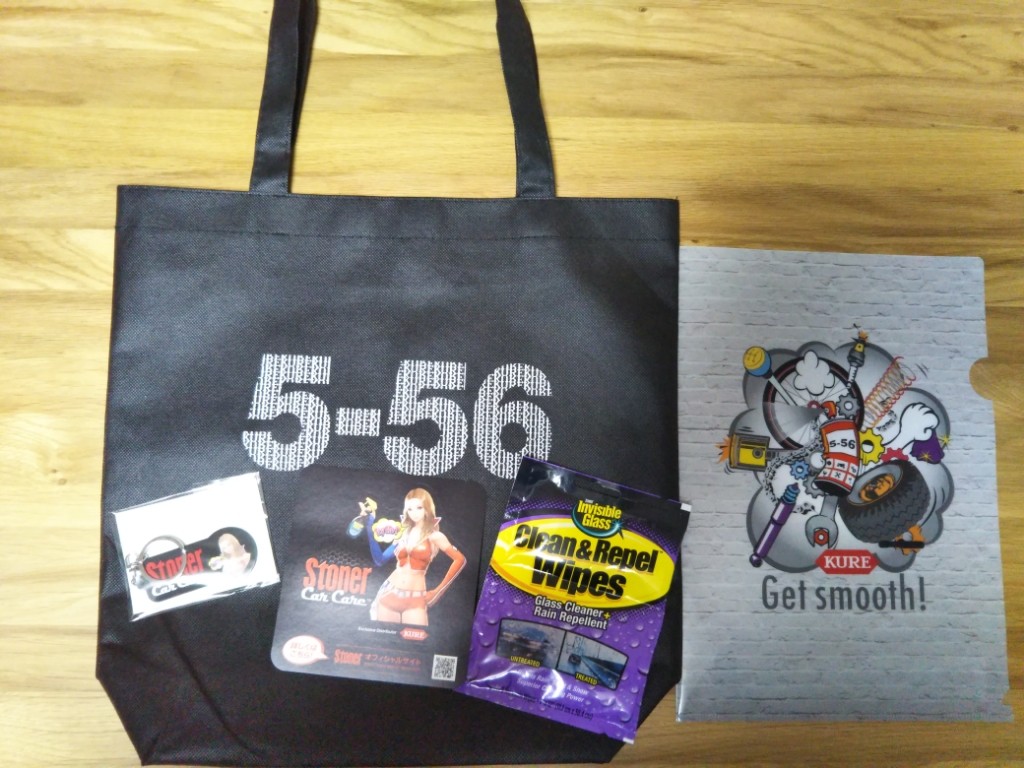 5-56
Stoner
Car Care
Stoner
Car Care
KURE
Stoner オフィシャルサイト
Invisible
Glass
Clean & Repel
Wipes
Glass Cleaner +
Rain Repellent
UNTREATED
TREATED
5-56
KURE
Get smooth!